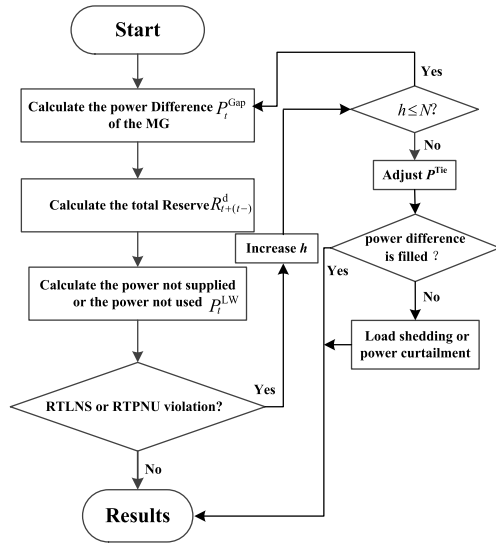 Start
Calculate the power Difference P_t^Gap
of the MG
Calculate the total Reserve R_{t+(t-)}^d
Calculate the power not supplied
or the power not used P_t^LW
RTLNS or RTPNU violation?
Yes
No
Results
Increase h
h ≤ N?
Yes
No
Adjust P^Tie
power difference
is filled ?
Yes
No
Load shedding or
power curtailment